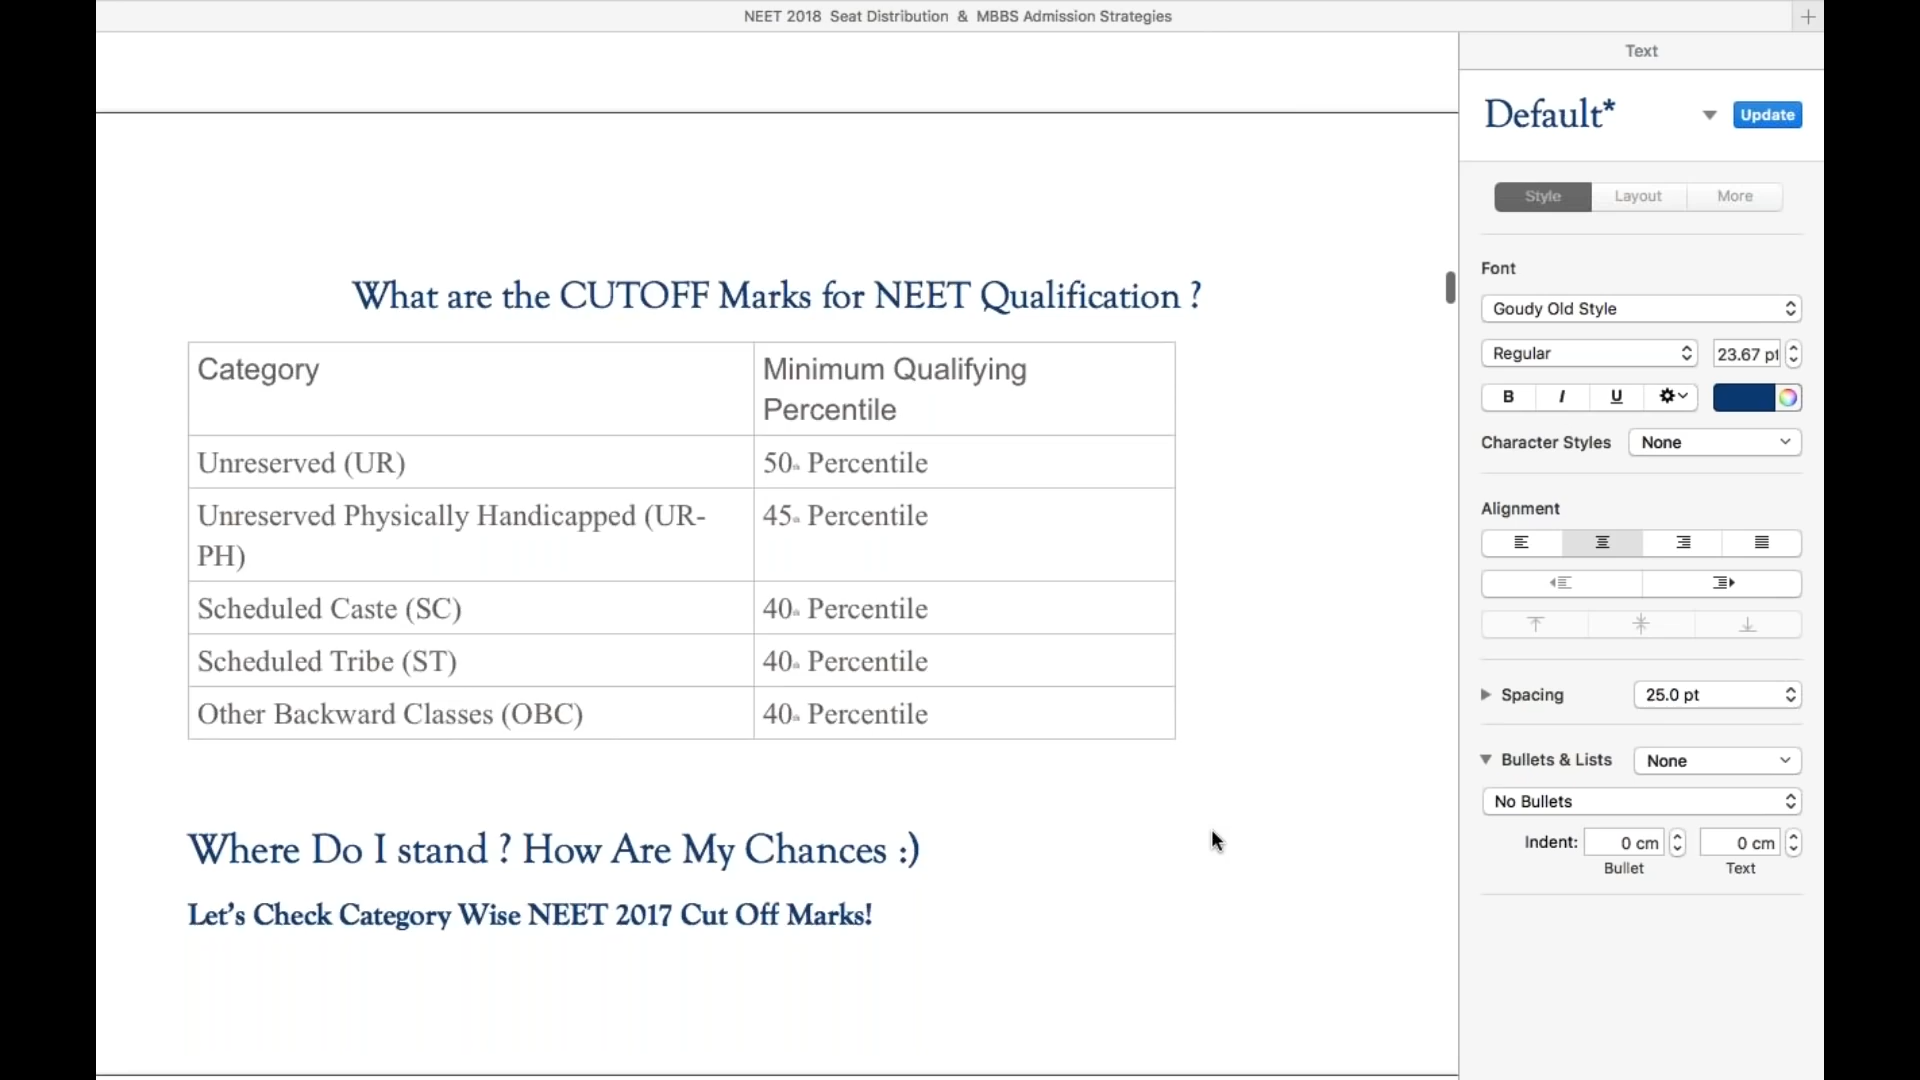 NEET 2018 Seat Distribution & MBBS Admission Strategies
Text
Default*
Update
Style Layout More
Font
Goudy Old Style
Regular
23.67 pt
B I U
Character Styles None
Alignment
Spacing 25.0 pt
Bullets & Lists None
No Bullets
Indent: 0 cm 0 cm
Bullet Text
What are the CUTOFF Marks for NEET Qualification ?
Category
Minimum Qualifying
Percentile
Unreserved (UR)
50th Percentile
Unreserved Physically Handicapped (UR-
PH)
45th Percentile
Scheduled Caste (SC)
40th Percentile
Scheduled Tribe (ST)
40th Percentile
Other Backward Classes (OBC)
40th Percentile
Where Do I stand ? How Are My Chances :)
Let's Check Category Wise NEET 2017 Cut Off Marks!